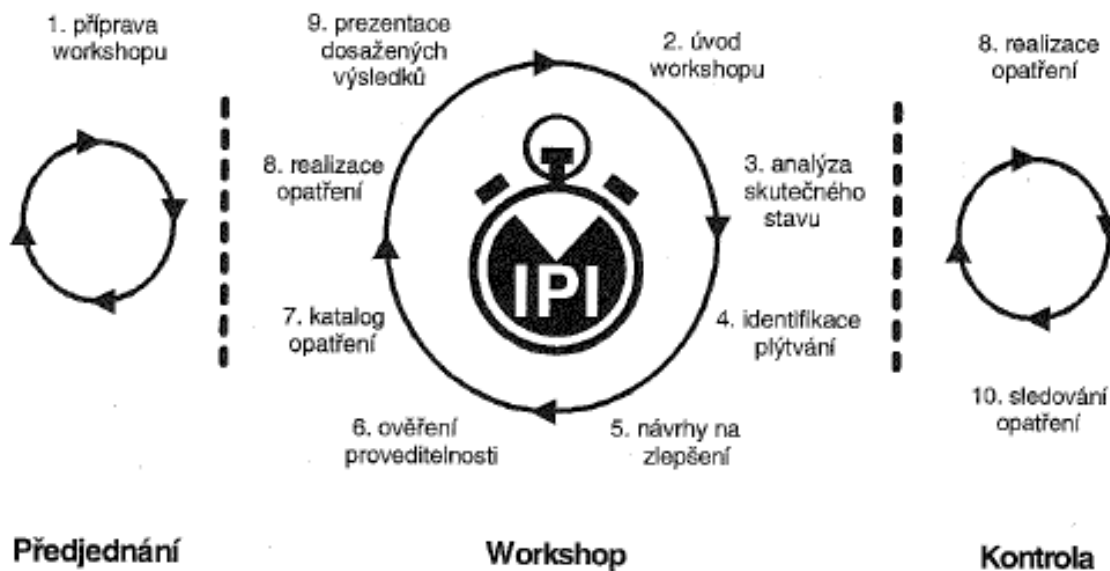 1. příprava
workshopu
9. prezentace
dosažených
výsledků
2. úvod
workshopu
3. analýza
skutečného
stavu
4. identifikace
plýtvání
5. návrhy na
zlepšení
6. ověření
proveditelnosti
7. katalog
opatření
8. realizace
opatření
IPI
8. realizace
opatření
10. sledování
opatření
Předjednání
Workshop
Kontrola